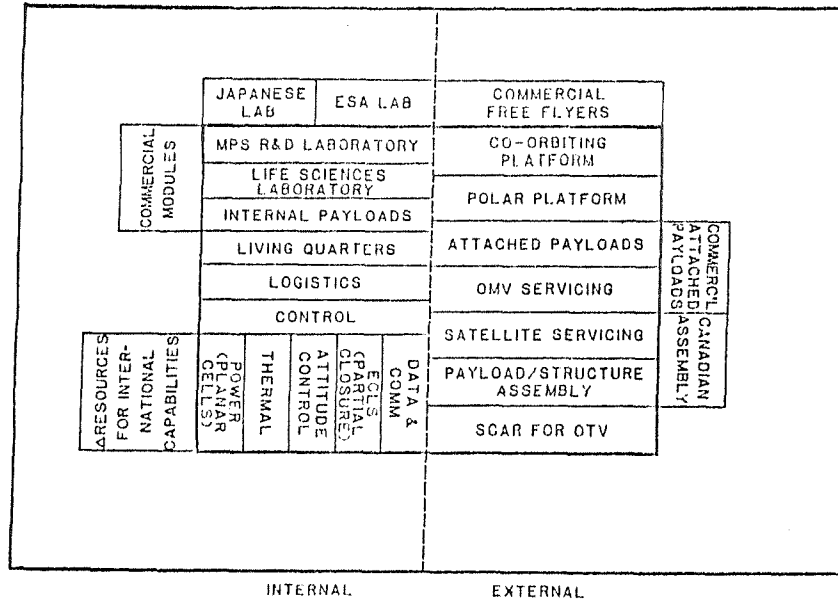 JAPANESE
LAB
ESA LAB
COMMERCIAL
FREE FLYERS
COMMERCIAL
MODULES
MPS R&D LABORATORY
CO-ORBITING
PLATFORM
LIFE SCIENCES
LABORATORY
POLAR PLATFORM
INTERNAL PAYLOADS
LIVING QUARTERS
ATTACHED PAYLOADS
COMMERC'L
ATTACHED
PAYLOADS
LOGISTICS
OMV SERVICING
CONTROL
SATELLITE SERVICING
CANADIAN
ASSEMBLY
ΔRESOURCES
FOR INTER-
NATIONAL
CAPABILITIES
POWER
(PLANAR
CELLS)
THERMAL
ATTITUDE
CONTROL
ECLS
(PARTIAL
CLOSURE)
DATA &
COMM
PAYLOAD/STRUCTURE
ASSEMBLY
SCAR FOR OTV
INTERNAL
EXTERNAL